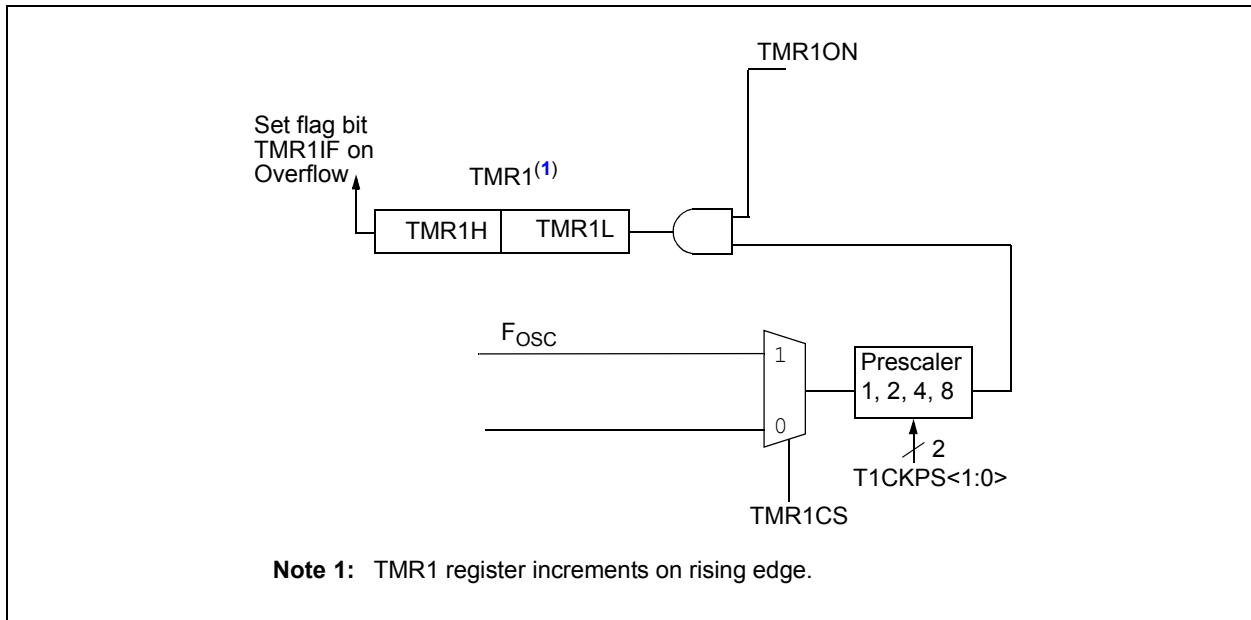 TMR1ON
Set flag bit
TMR1IF on
Overflow
TMR1(1)
TMR1H
TMR1L
FOSC
1
0
Prescaler
1, 2, 4, 8
2
T1CKPS<1:0>
TMR1CS
Note 1: TMR1 register increments on rising edge.